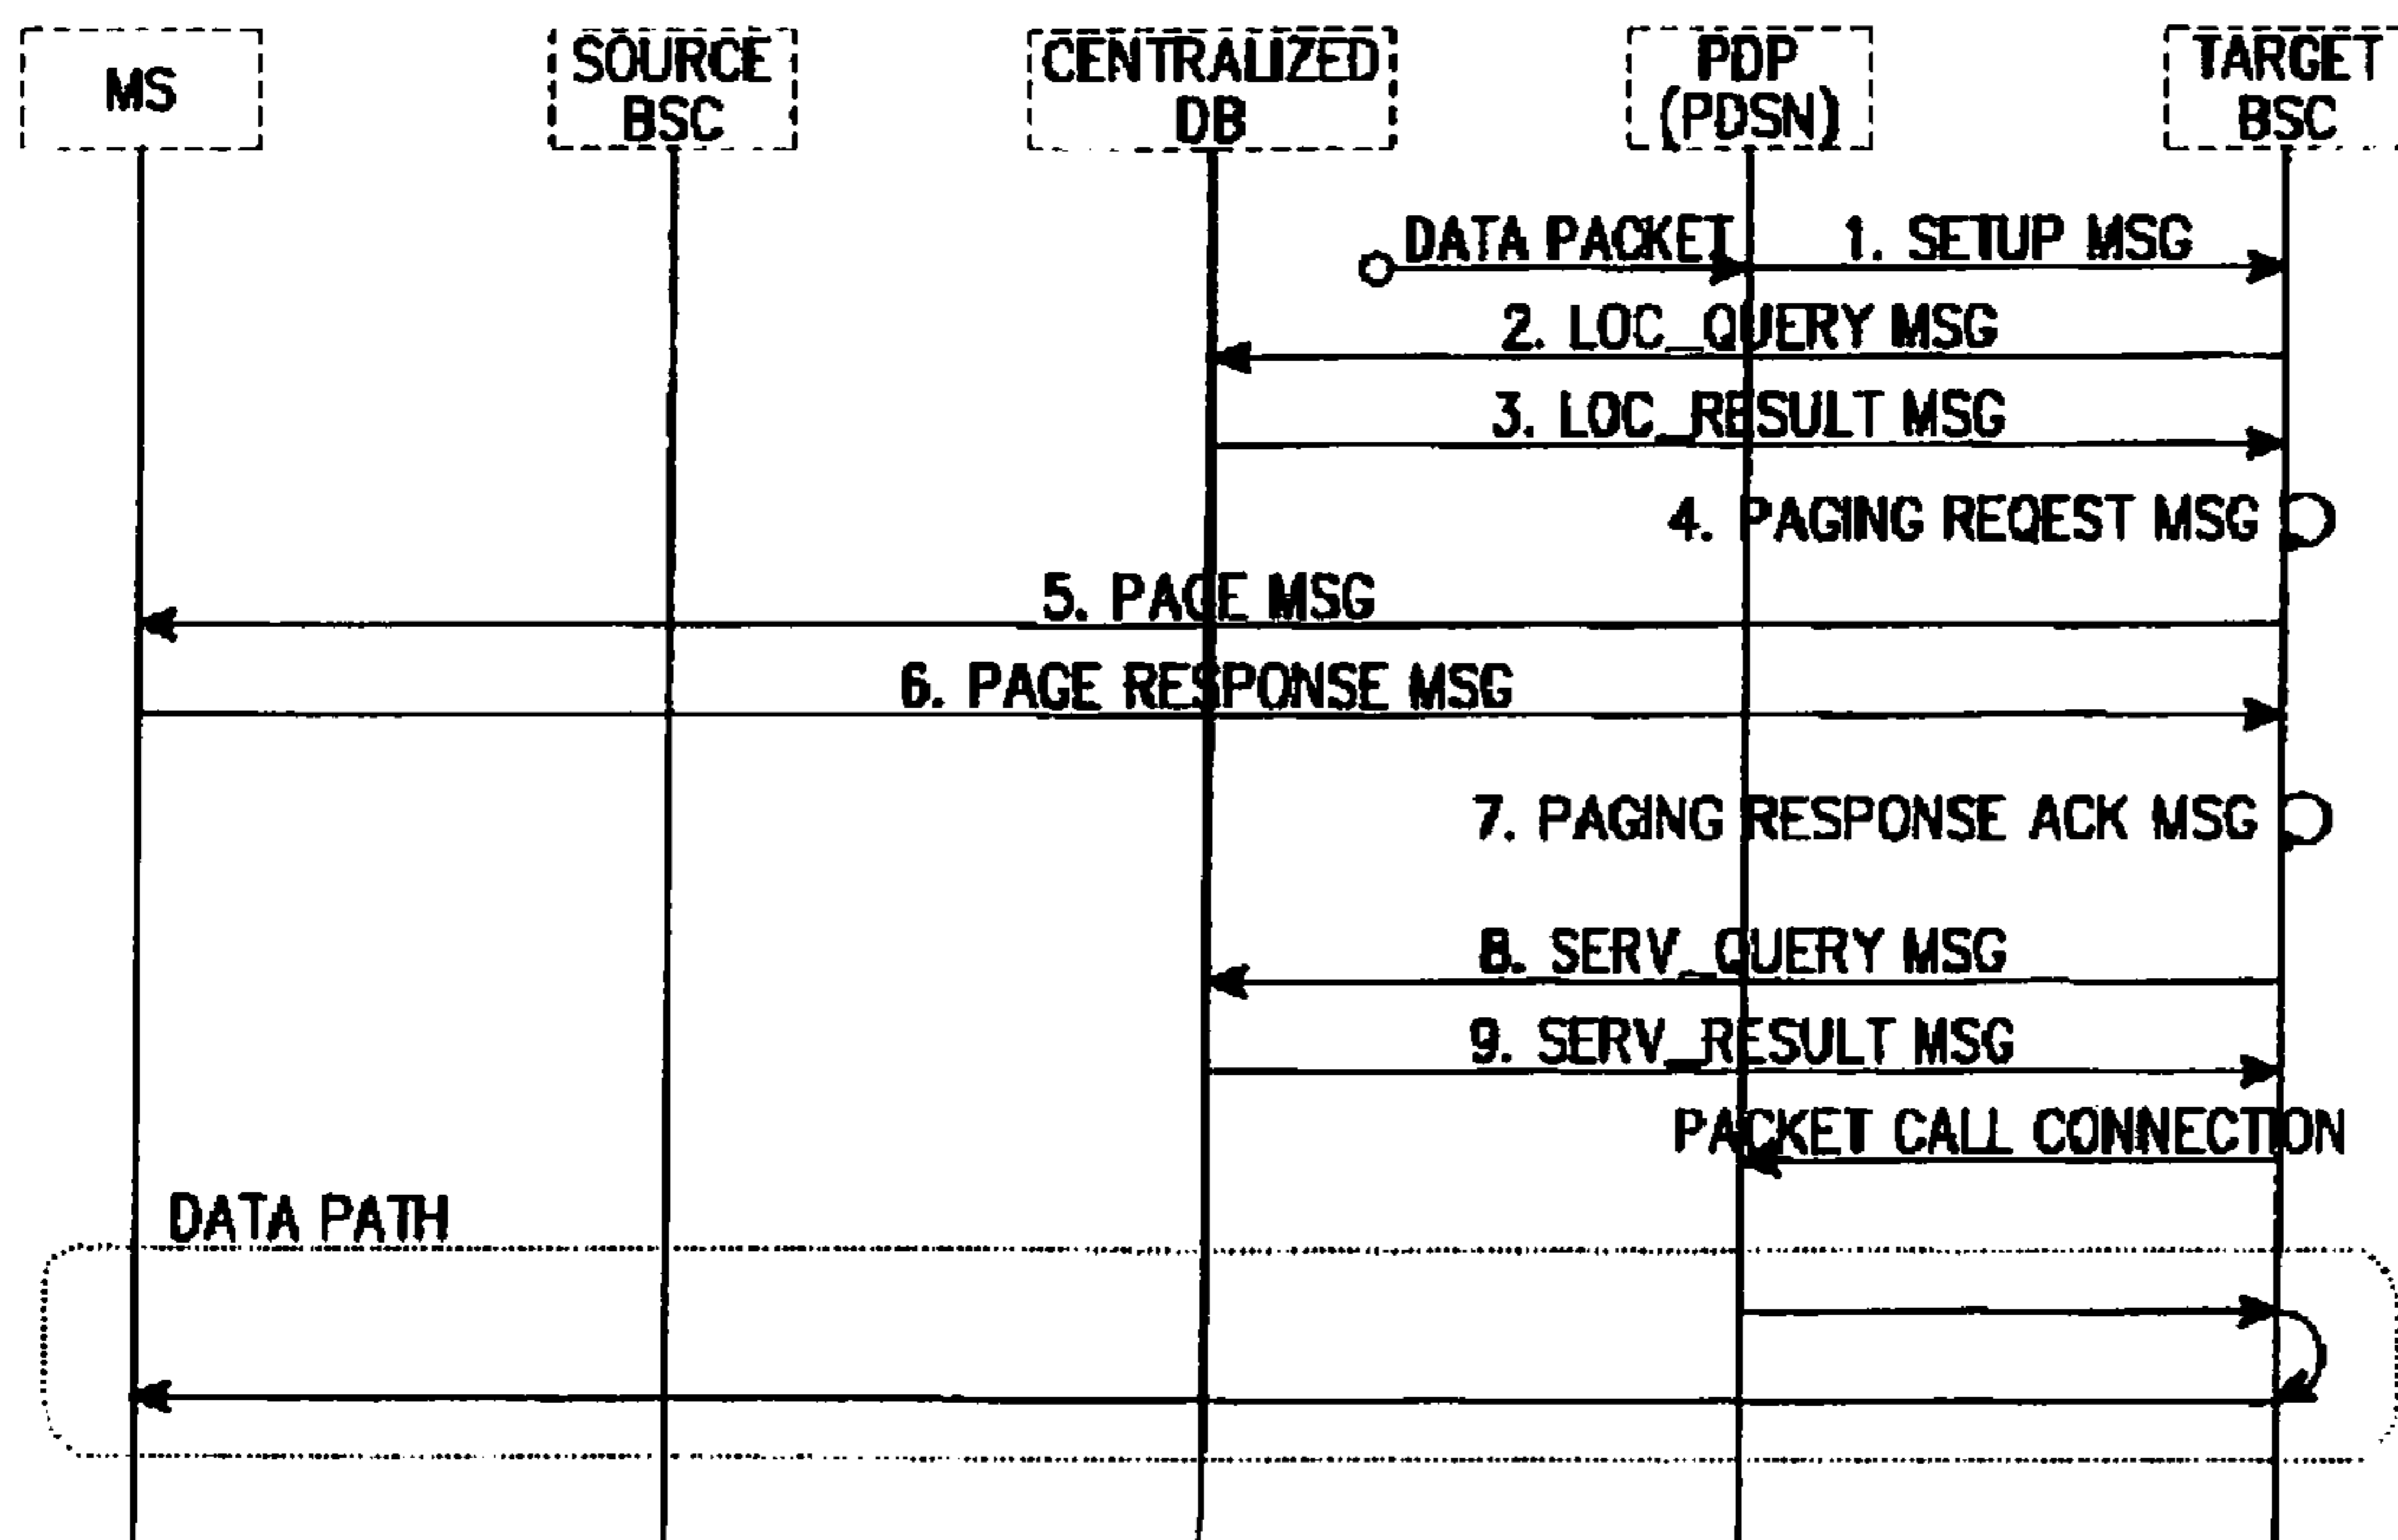 MS
SOURCE
BSC
CENTRALIZED
DB
PDP
(PDSN)
TARGET
BSC
DATA PACKET
1. SETUP MSG
2. LOC_QUERY MSG
3. LOC_RESULT MSG
4. PAGING REQEST MSG
5. PAGE MSG
6. PAGE RESPONSE MSG
7. PAGING RESPONSE ACK MSG
8. SERV_QUERY MSG
9. SERV_RESULT MSG
PACKET CALL CONNECTION
DATA PATH